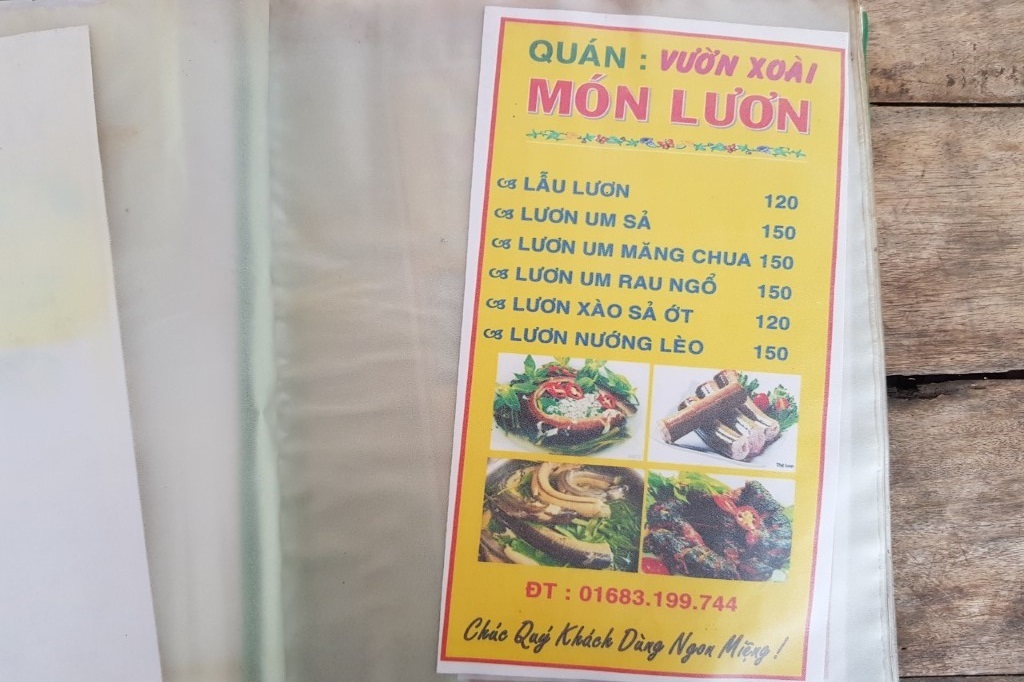 QUÁN : VƯỜN XOÀI
MÓN LƯƠN
LẪU LƯƠN 120
LƯƠN UM SẢ 150
LƯƠN UM MĂNG CHUA 150
LƯƠN UM RAU NGỔ 150
LƯƠN XÀO SẢ ỚT 120
LƯƠN NƯỚNG LÈO 150
ĐT : 01683.199.744
Chúc Quý Khách Dùng Ngon Miệng !